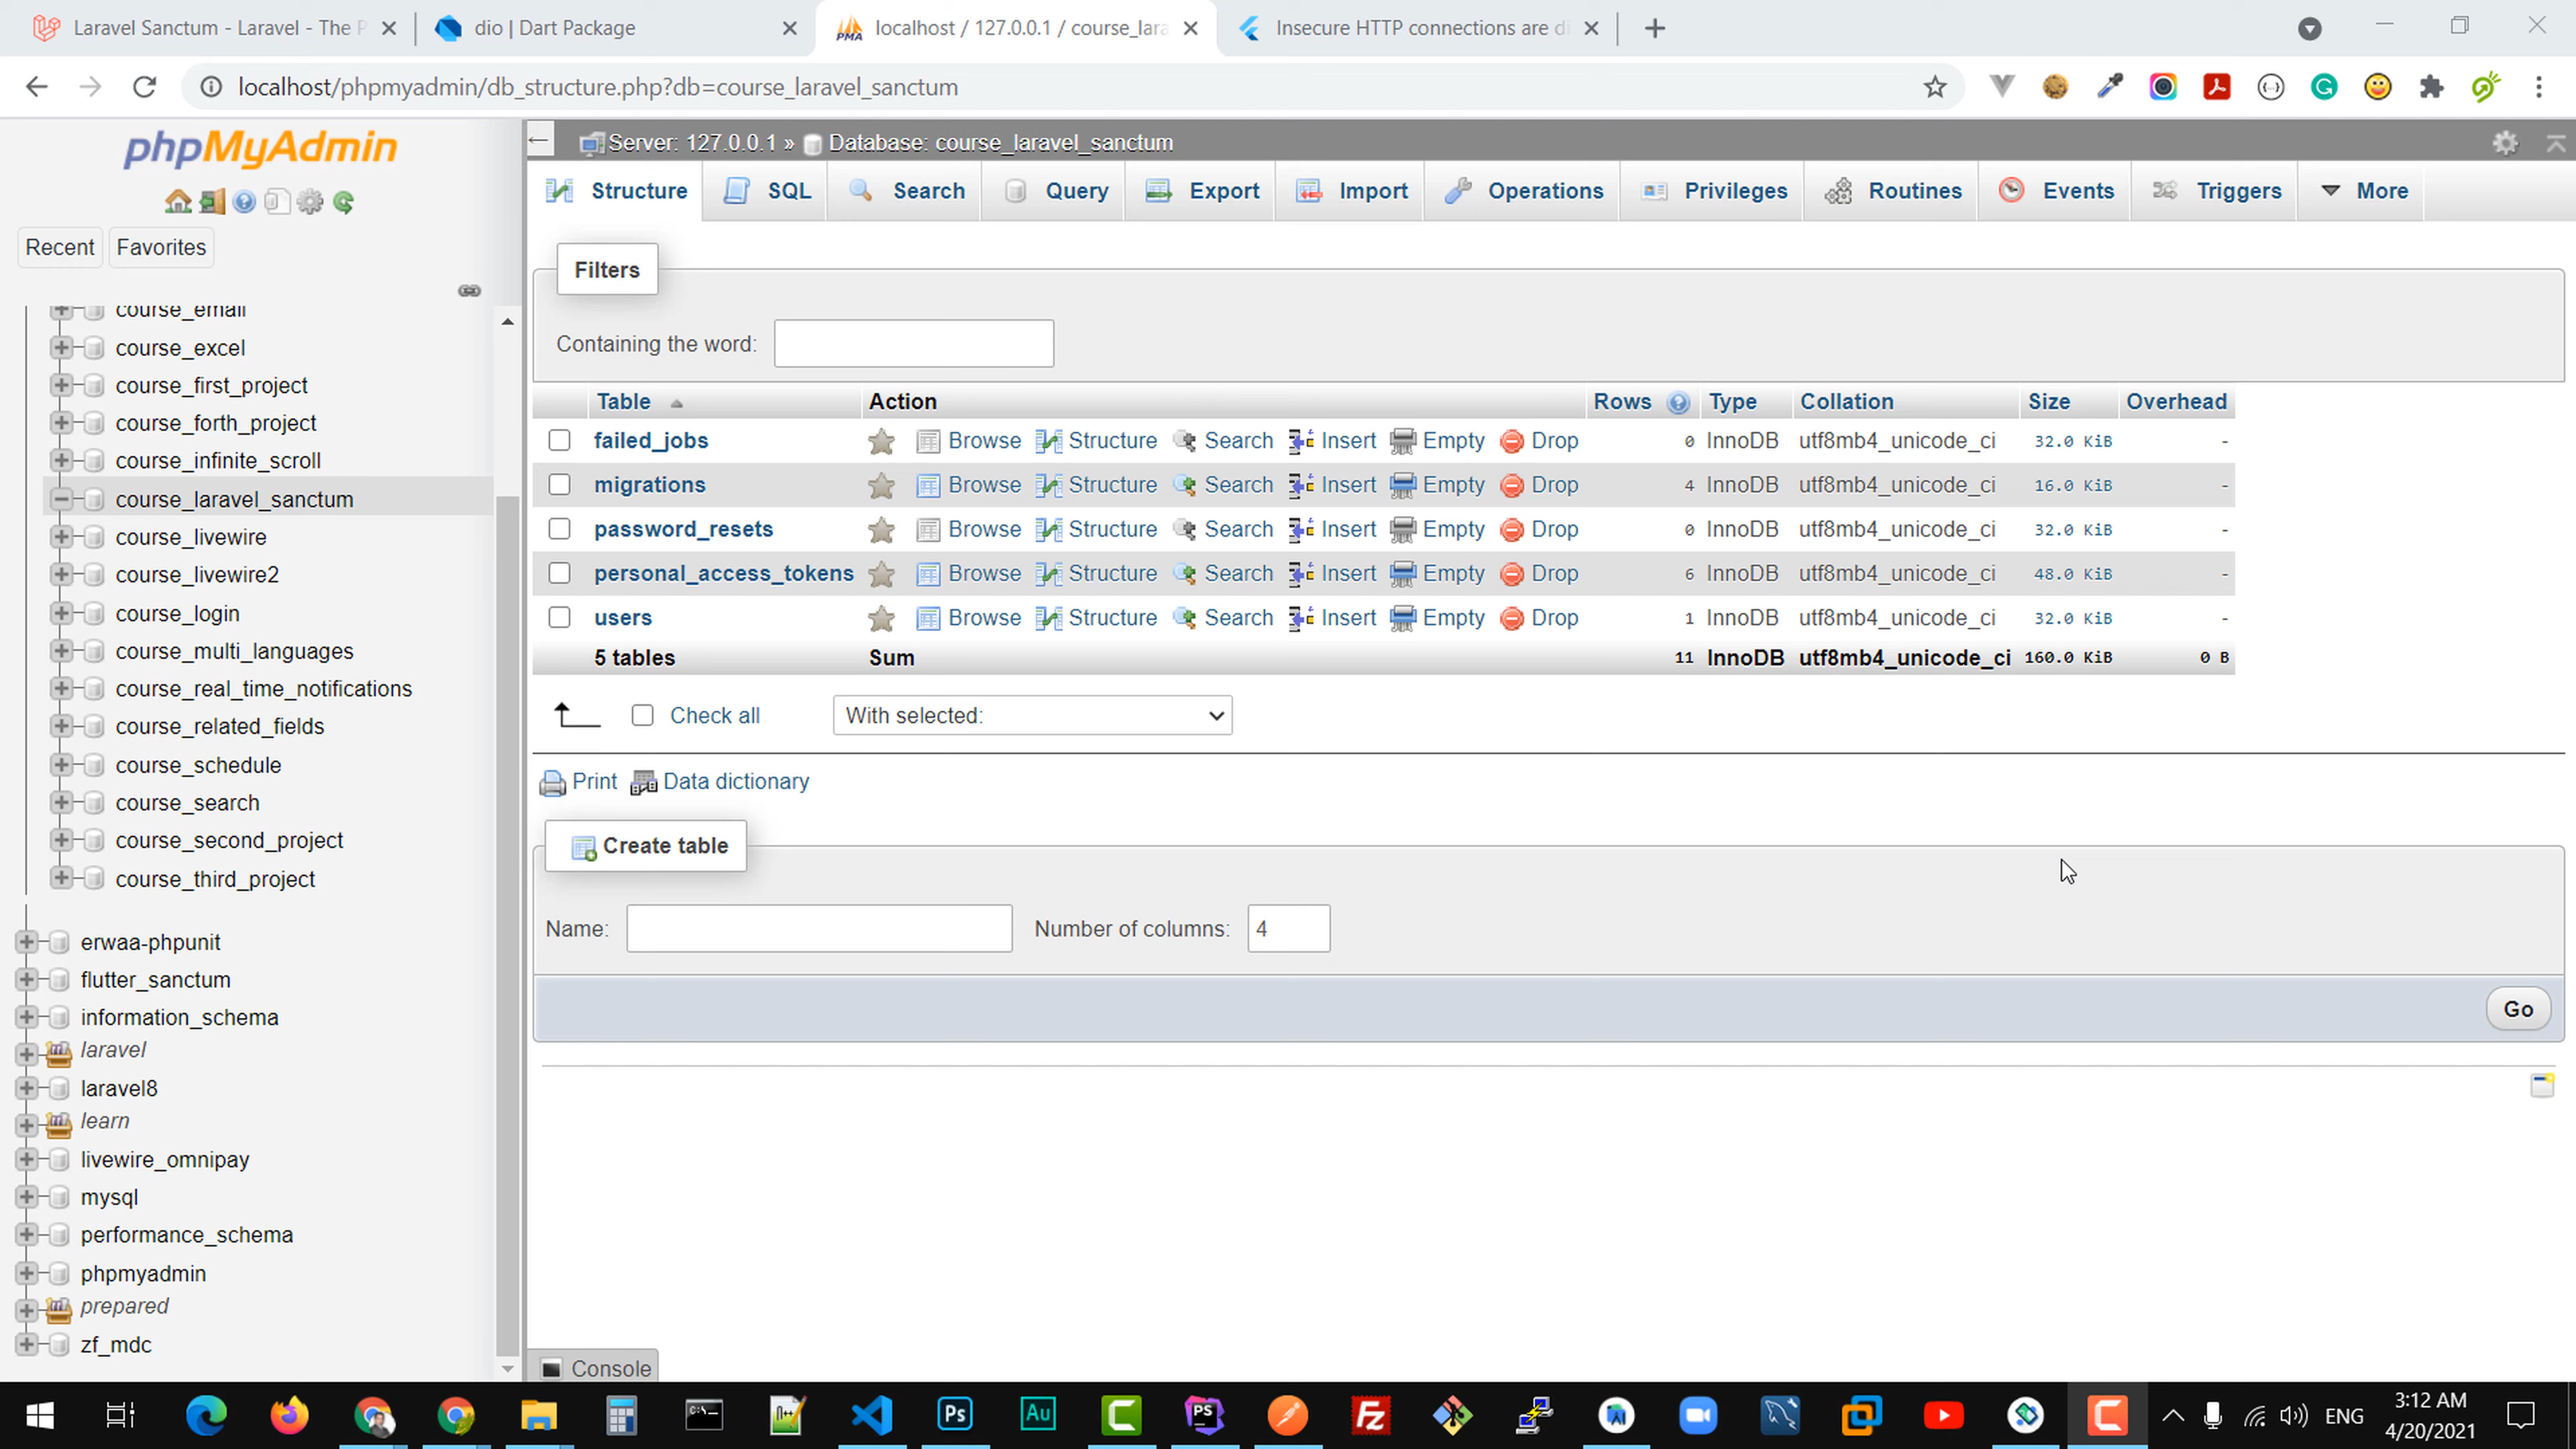 Laravel Sanctum - Laravel - The P
dio | Dart Package
localhost / 127.0.0.1 / course_lara
Insecure HTTP connections are di
localhost/phpmyadmin/db_structure.php?db=course_laravel_sanctum
phpMyAdmin
Recent Favorites
course_email
course_excel
course_first_project
course_forth_project
course_infinite_scroll
course_laravel_sanctum
course_livewire
course_livewire2
course_login
course_multi_languages
course_real_time_notifications
course_related_fields
course_schedule
course_search
course_second_project
course_third_project
erwaa-phpunit
flutter_sanctum
information_schema
laravel
laravel8
learn
livewire_omnipay
mysql
performance_schema
phpmyadmin
prepared
zf_mdc
Server: 127.0.0.1 » Database: course_laravel_sanctum
Structure SQL Search Query Export Import Operations Privileges Routines Events Triggers More
Filters
Containing the word:
Table Action Rows Type Collation Size Overhead
failed_jobs Browse Structure Search Insert Empty Drop 0 InnoDB utf8mb4_unicode_ci 32.0 KiB -
migrations Browse Structure Search Insert Empty Drop 4 InnoDB utf8mb4_unicode_ci 16.0 KiB -
password_resets Browse Structure Search Insert Empty Drop 0 InnoDB utf8mb4_unicode_ci 32.0 KiB -
personal_access_tokens Browse Structure Search Insert Empty Drop 6 InnoDB utf8mb4_unicode_ci 48.0 KiB -
users Browse Structure Search Insert Empty Drop 1 InnoDB utf8mb4_unicode_ci 32.0 KiB -
5 tables Sum 11 InnoDB utf8mb4_unicode_ci 160.0 KiB 0 B
Check all With selected:
Print Data dictionary
Create table
Name: Number of columns: 4
Go
Console
ENG
3:12 AM
4/20/2021